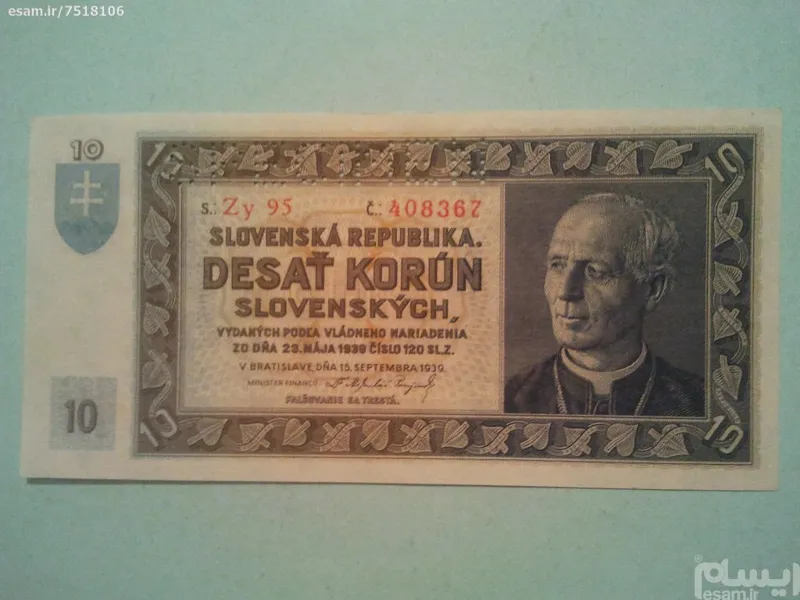 esam.ir/7518106
10
10
10
S.: Zy 95 Č.: 408367
SLOVENSKÁ REPUBLIKA.
DESAŤ KORÚN
SLOVENSKÝCH,
VYDANÝCH PODĽA VLÁDNEHO NARIADENIA
ZO DŇA 23. MÁJA 1939 ČÍSLO 120 SL.Z.
V BRATISLAVE, DŇA 15. SEPTEMBRA 1939.
MINISTER FINANCIÍ
FALŠOVANIE SA TRESTÁ.
10
10
10
ایسام
esam.ir